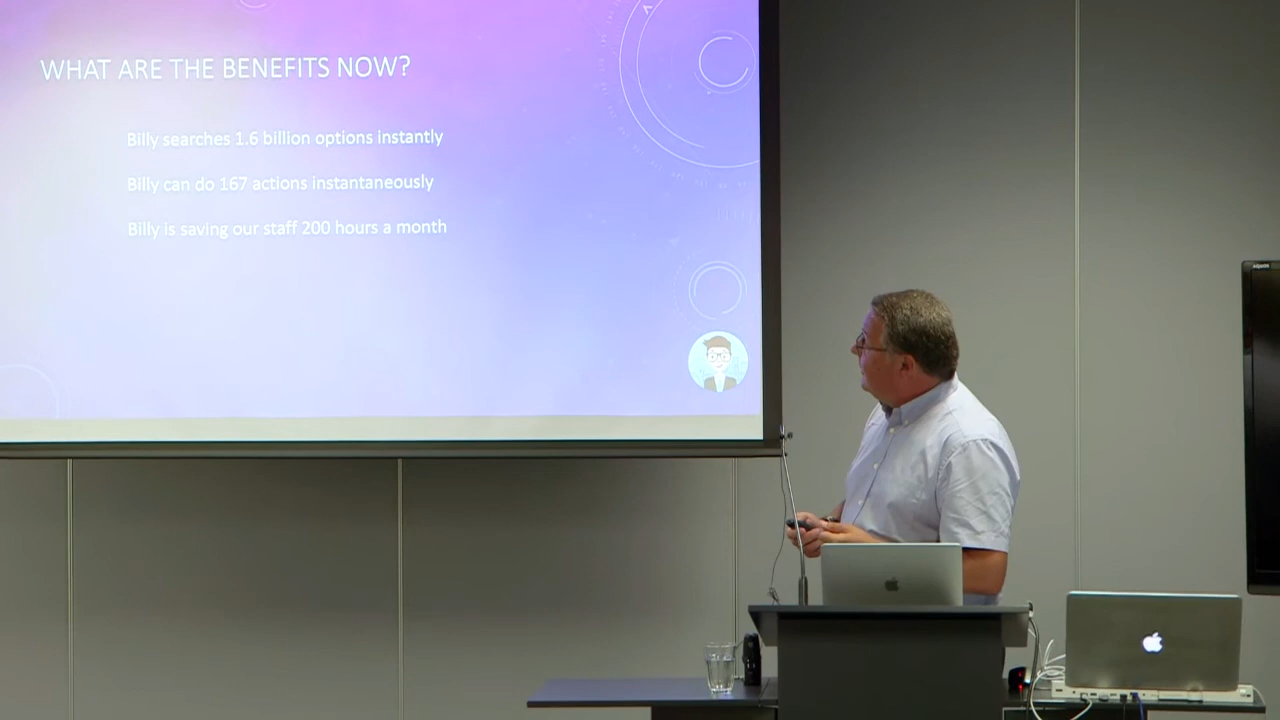 WHAT ARE THE BENEFITS NOW?
Billy searches 1.6 billion options instantly
Billy can do 167 actions instantaneously
Billy is saving our staff 200 hours a month